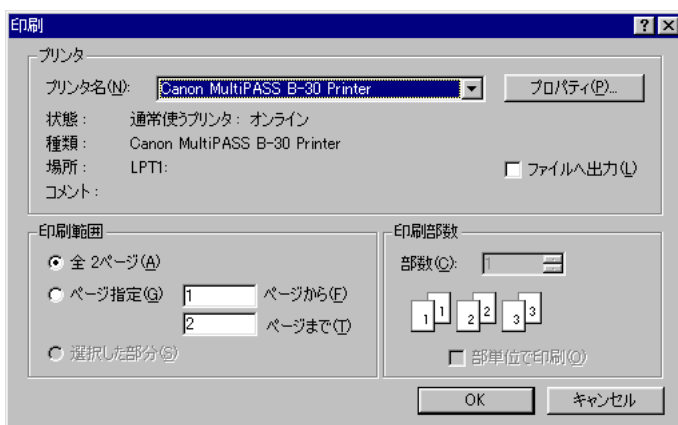 印刷
プリンタ
プリンタ名(N): Canon MultiPASS B-30 Printer プロパティ(P)...
状態： 通常使うプリンタ： オンライン
種類： Canon MultiPASS B-30 Printer
場所： LPT1: ファイルへ出力(L)
コメント：
印刷範囲
全 2ページ(A)
ページ指定(G) 1 ページから(F)
2 ページまで(T)
選択した部分(S)
印刷部数
部数(C): 1
1 1 2 2 3 3
部単位で印刷(O)
OK キャンセル